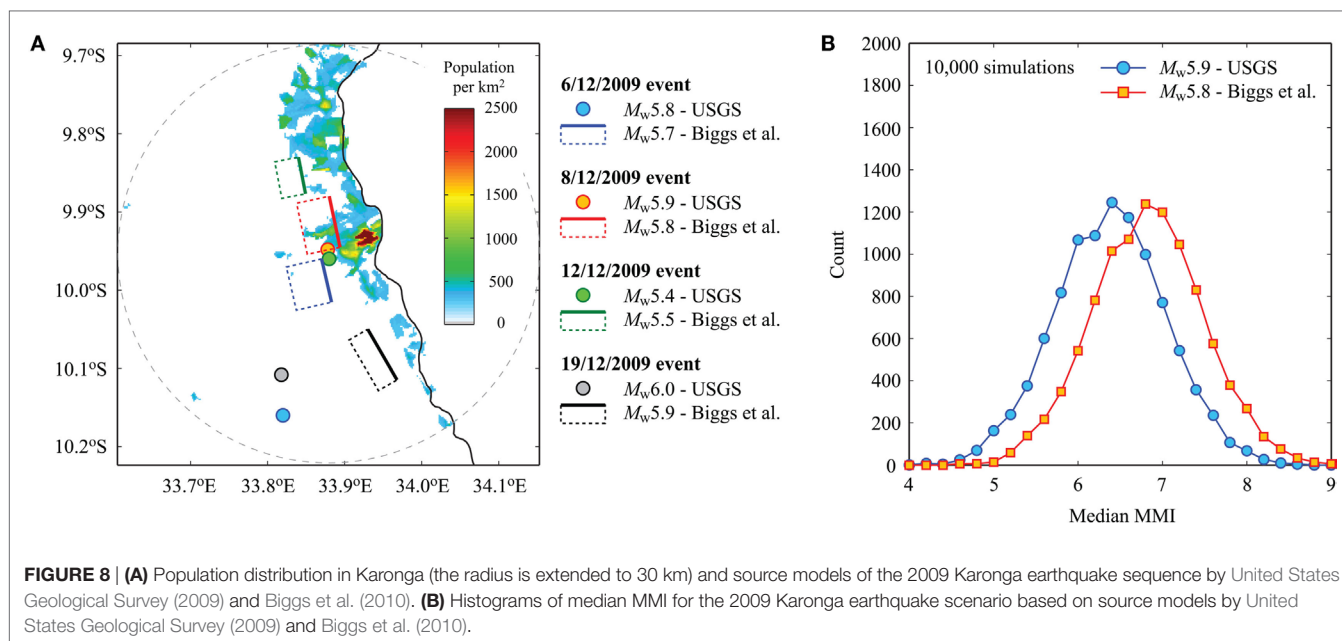 A
9.7°S
9.8°S
9.9°S
10.0°S
10.1°S
10.2°S
33.7°E 33.8°E 33.9°E 34.0°E 34.1°E
Population
per km²
2500
2000
1500
1000
500
0
6/12/2009 event
Mw5.8 - USGS
Mw5.7 - Biggs et al.
8/12/2009 event
Mw5.9 - USGS
Mw5.8 - Biggs et al.
12/12/2009 event
Mw5.4 - USGS
Mw5.5 - Biggs et al.
19/12/2009 event
Mw6.0 - USGS
Mw5.9 - Biggs et al.
B
2000
1800
1600
1400
1200
1000
800
600
400
200
0
Count
4 5 6 7 8 9
Median MMI
10,000 simulations
Mw5.9 - USGS
Mw5.8 - Biggs et al.
FIGURE 8 | (A) Population distribution in Karonga (the radius is extended to 30 km) and source models of the 2009 Karonga earthquake sequence by United States
Geological Survey (2009) and Biggs et al. (2010). (B) Histograms of median MMI for the 2009 Karonga earthquake scenario based on source models by United
States Geological Survey (2009) and Biggs et al. (2010).